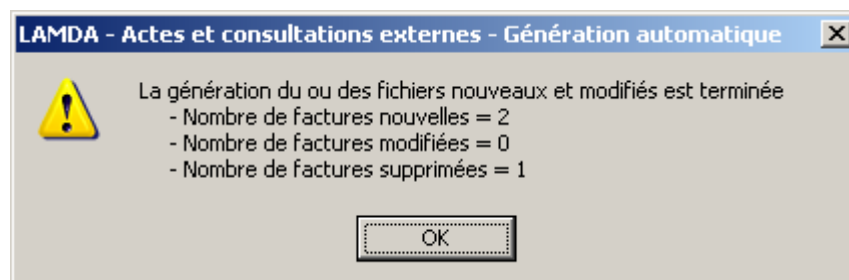 LAMDA - Actes et consultations externes - Génération automatique
La génération du ou des fichiers nouveaux et modifiés est terminée
- Nombre de factures nouvelles = 2
- Nombre de factures modifiées = 0
- Nombre de factures supprimées = 1
OK